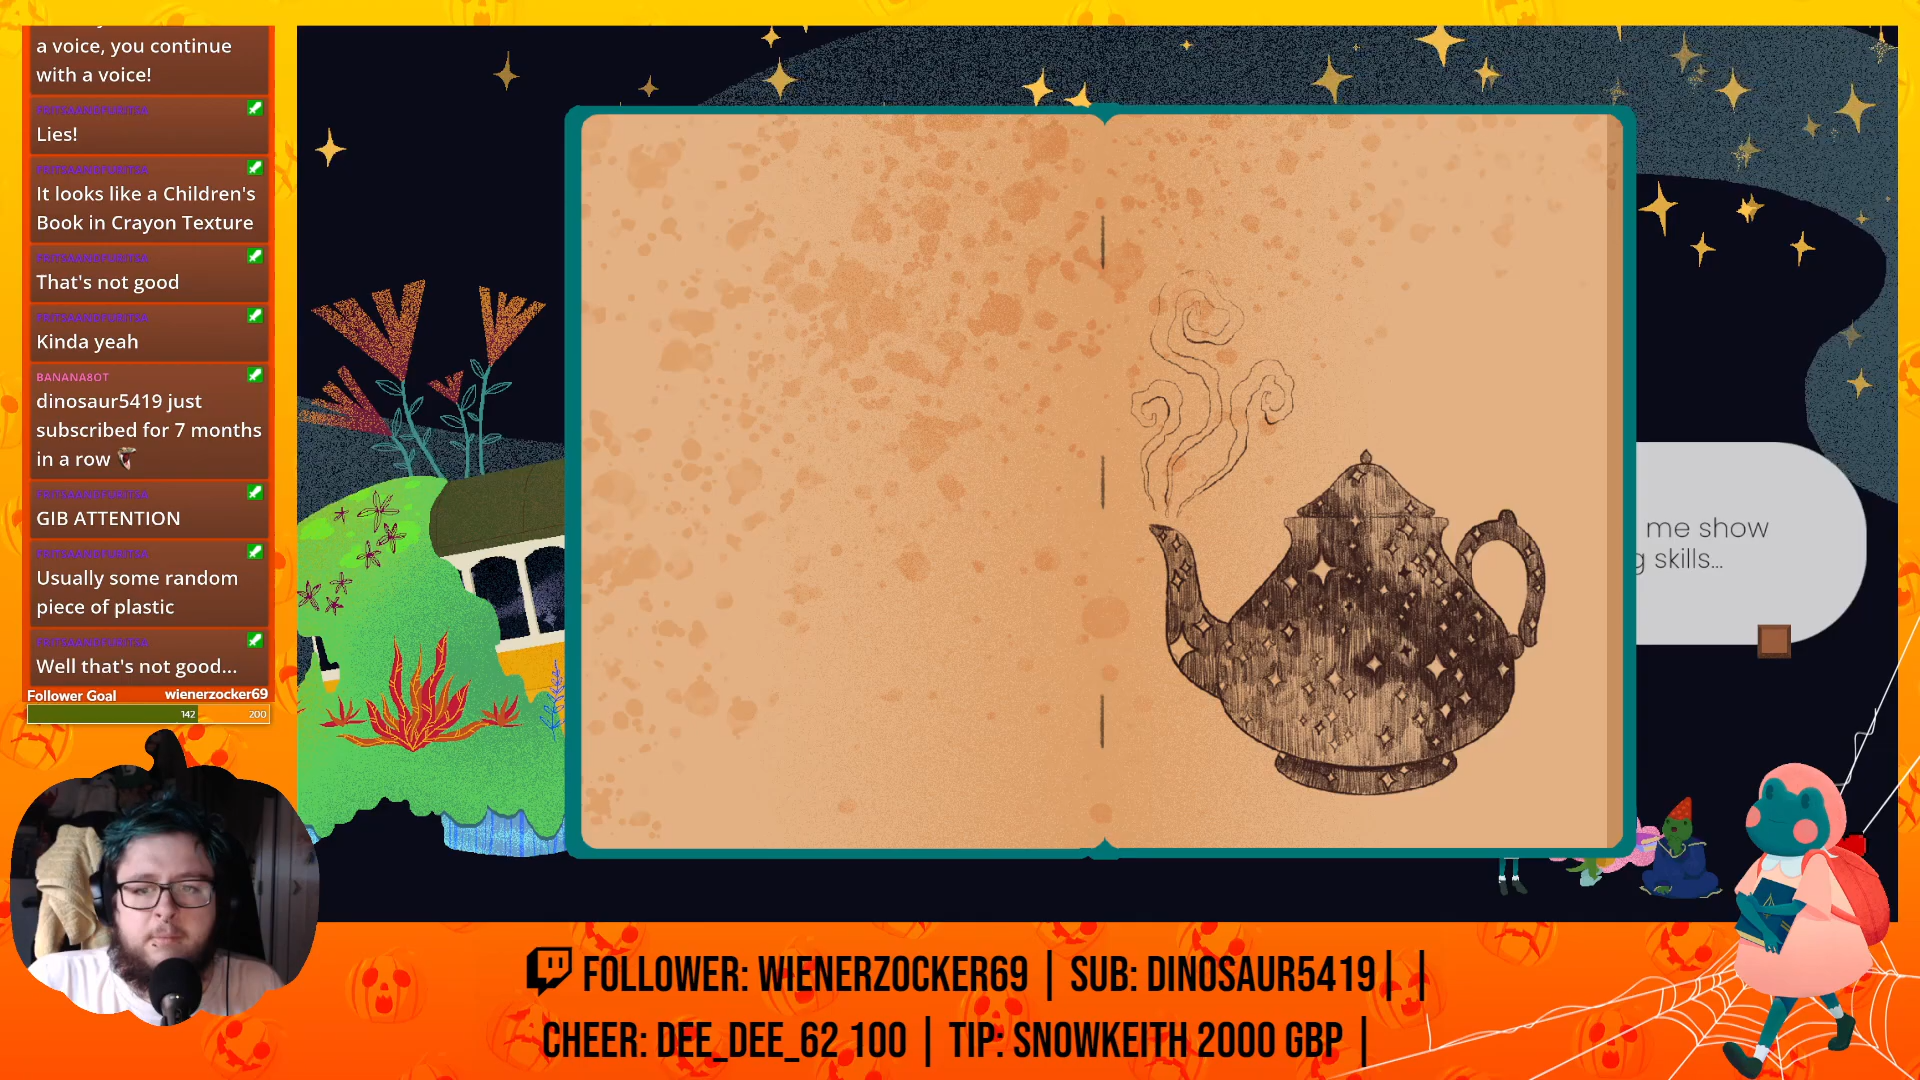 a voice, you continue
with a voice!
Lies!
It looks like a Children's
Book in Crayon Texture
That's not good
Kinda yeah
BANANA8OT
dinosaur5419 just
subscribed for 7 months
in a row
GIB ATTENTION
Usually some random
piece of plastic
Well that's not good...
Follower Goal wienerzocker69
142 200
me show
g skills...
FOLLOWER: WIENERZOCKER69 | SUB: DINOSAUR5419 | |
CHEER: DEE_DEE_62 100 | TIP: SNOWKEITH 2000 GBP |